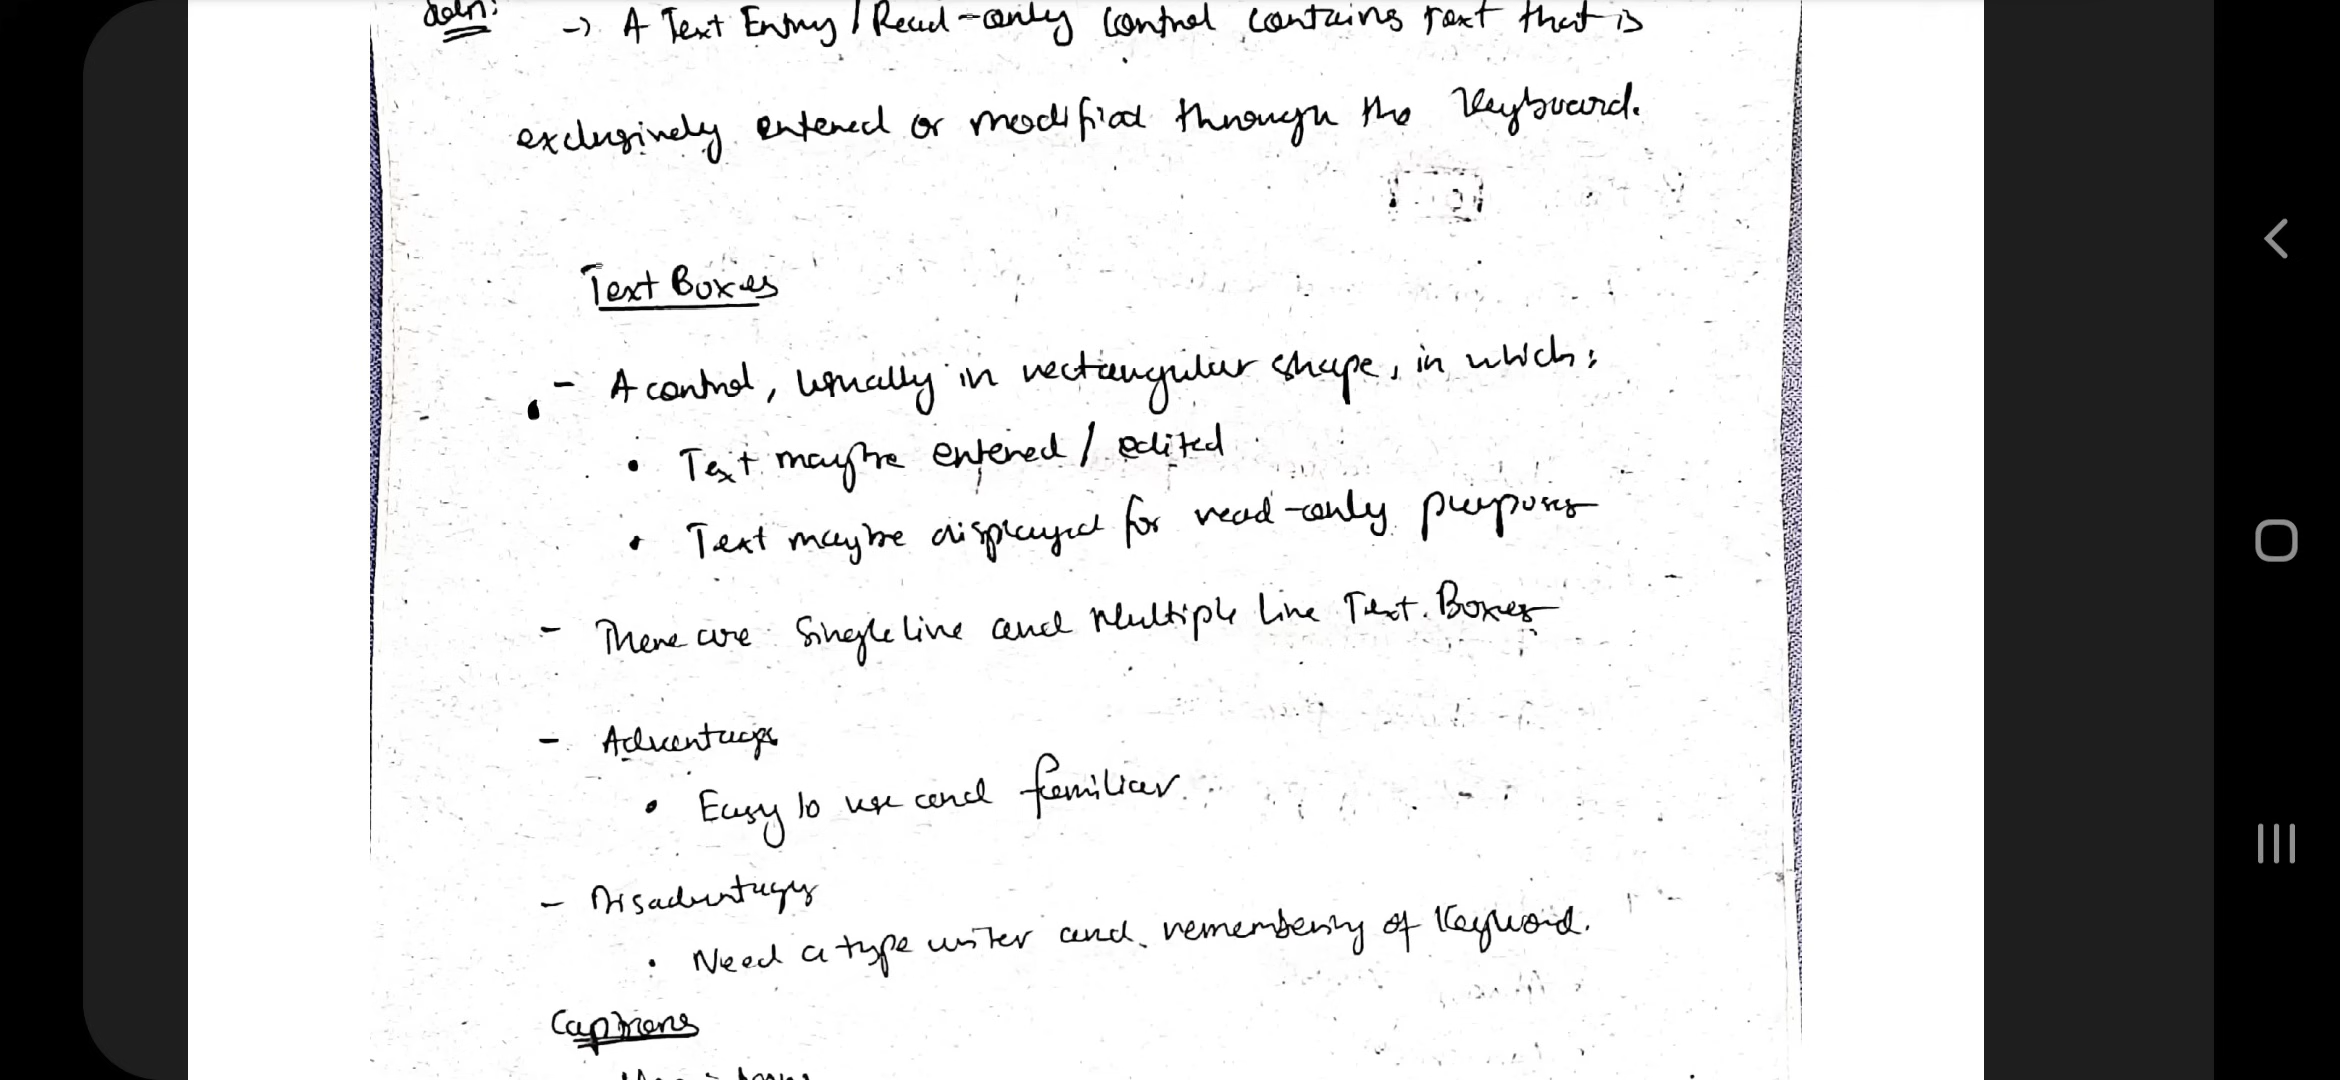 defn: → A Text Entry / Read-only control contains text that is
exclusively entered or modified through the Keyboard.
Text Boxes
- A control, usually in rectangular shape, in which:
• Text maybe entered / edited
• Text maybe displayed for read-only purposes
- There are Single line and Multiple Line Text Boxes
- Advantage
• Easy to use and familiar.
- Disadvantages
• Need a type writer and remembering of Keyword.
Captions